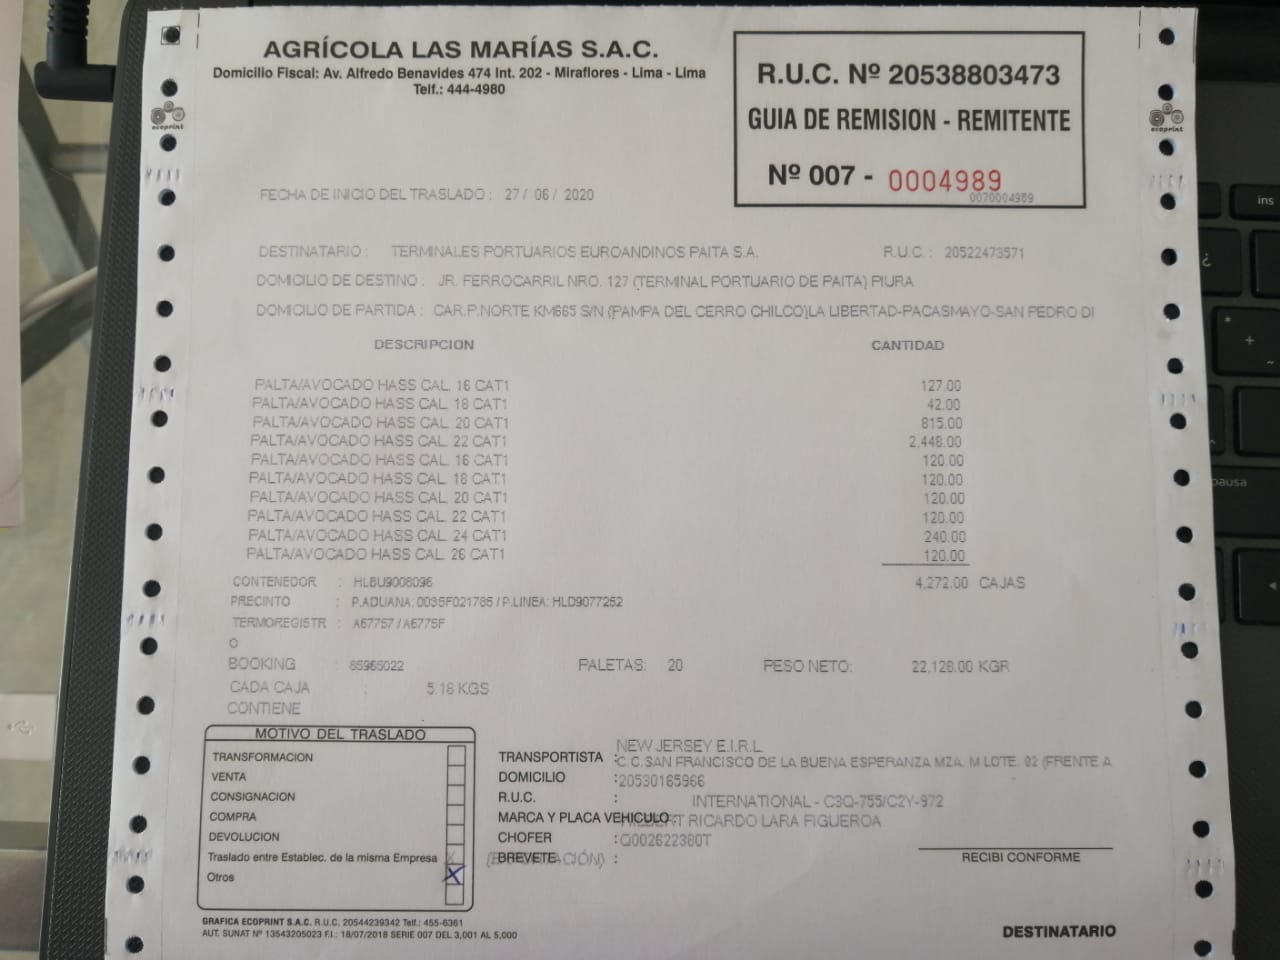 AGRÍCOLA LAS MARÍAS S.A.C.
Domicilio Fiscal: Av. Alfredo Benavides 474 Int. 202 - Miraflores - Lima - Lima
Telf.: 444-4980
R.U.C. Nº 20538803473
GUIA DE REMISION - REMITENTE
Nº 007 - 0004989
0070004989
ecoprint
ecoprint
FECHA DE INICIO DEL TRASLADO : 27 / 06 / 2020
DESTINATARIO : TERMINALES PORTUARIOS EUROANDINOS PAITA S.A. R.U.C. : 20522473571
DOMICILIO DE DESTINO : JR. FERROCARRIL NRO. 127 (TERMINAL PORTUARIO DE PAITA) PIURA
DOMICILIO DE PARTIDA : CAR.P.NORTE KM665 S/N (PAMPA DEL CERRO CHILCO)LA LIBERTAD-PACASMAYO-SAN PEDRO DI
DESCRIPCION CANTIDAD
PALTA/AVOCADO HASS CAL. 16 CAT1 127.00
PALTA/AVOCADO HASS CAL. 18 CAT1 42.00
PALTA/AVOCADO HASS CAL. 20 CAT1 815.00
PALTA/AVOCADO HASS CAL. 22 CAT1 2,448.00
PALTA/AVOCADO HASS CAL. 16 CAT1 120.00
PALTA/AVOCADO HASS CAL. 18 CAT1 120.00
PALTA/AVOCADO HASS CAL. 20 CAT1 120.00
PALTA/AVOCADO HASS CAL. 22 CAT1 120.00
PALTA/AVOCADO HASS CAL. 24 CAT1 240.00
PALTA/AVOCADO HASS CAL. 26 CAT1 120.00
4,272.00 CAJAS
CONTENEDOR : HLBU9008096
PRECINTO : P.ADUANA: 0035F021785 / P.LINEA: HLD9077252
TERMOREGISTR : A67757 / A6775F
O
BOOKING : 85966022 PALETAS: 20 PESO NETO: 22,128.00 KGR
CADA CAJA : 5.18 KGS
CONTIENE
MOTIVO DEL TRASLADO
TRANSFORMACION
VENTA
CONSIGNACION
COMPRA
DEVOLUCION
Traslado entre Establec. de la misma Empresa X
Otros X
TRANSPORTISTA : NEW JERSEY E.I.R.L.
C.C. SAN FRANCISCO DE LA BUENA ESPERANZA MZA. M LOTE. 02 (FRENTE A
DOMICILIO : 20530165966
R.U.C. : INTERNATIONAL - C3Q-755/C2Y-972
MARCA Y PLACA VEHICULO : RICARDO LARA FIGUEROA
CHOFER : Q002622380T
BREVETE :
RECIBI CONFORME
GRAFICA ECOPRINT S.A.C. R.U.C. 20544239342 Telf.: 455-6361
AUT. SUNAT Nº 13543205023 F.I.: 18/07/2018 SERIE 007 DEL 3,001 AL 5,000
DESTINATARIO
ins
pausa